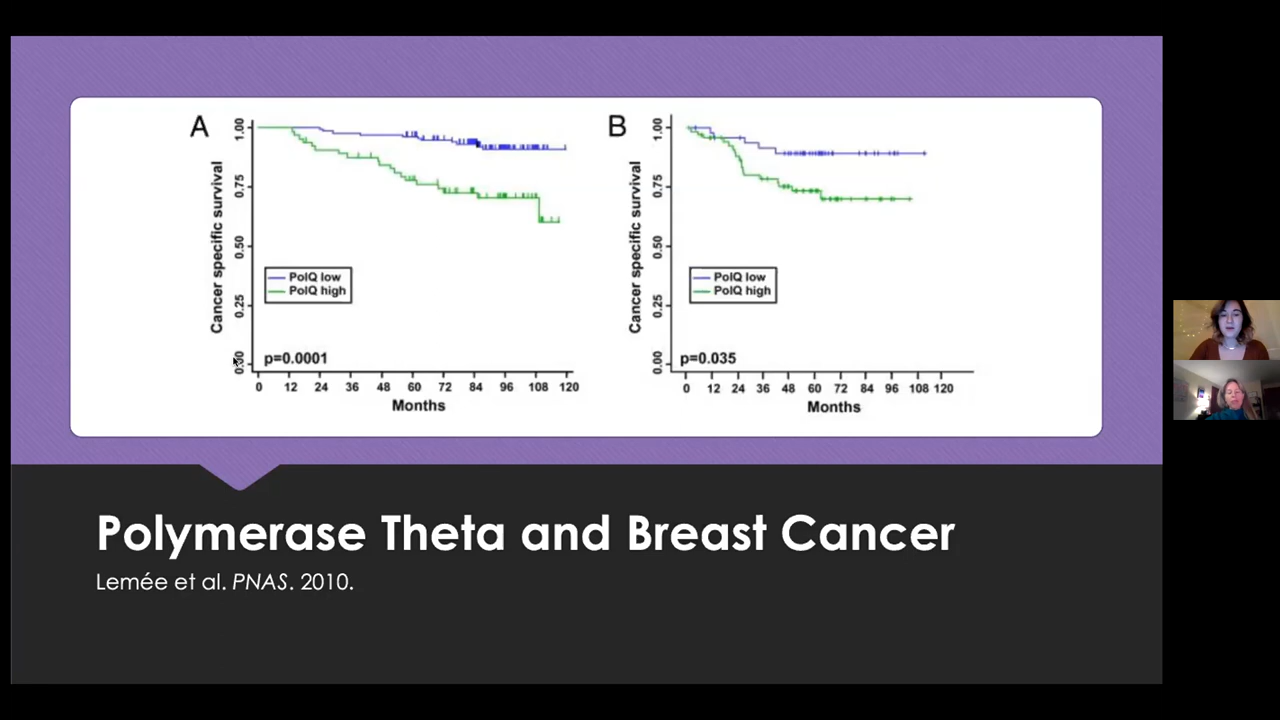 A
Cancer specific survival
1.00
0.75
0.50
0.25
0.00
PolQ low
PolQ high
p=0.0001
0 12 24 36 48 60 72 84 96 108 120
Months
B
Cancer specific survival
1.00
0.75
0.50
0.25
0.00
PolQ low
PolQ high
p=0.035
0 12 24 36 48 60 72 84 96 108 120
Months
Polymerase Theta and Breast Cancer
Lemée et al. PNAS. 2010.